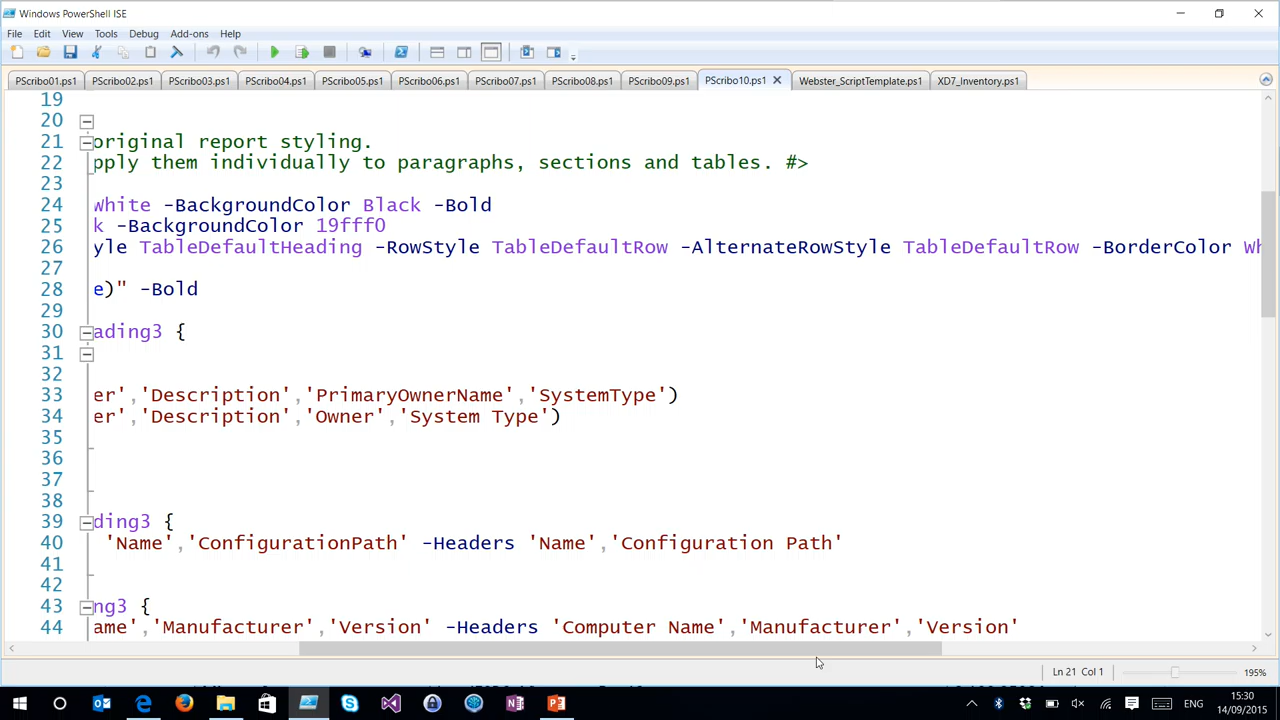 Windows PowerShell ISE
File Edit View Tools Debug Add-ons Help
PScribo01.ps1 PScribo02.ps1 PScribo03.ps1 PScribo04.ps1 PScribo05.ps1 PScribo06.ps1 PScribo07.ps1 PScribo08.ps1 PScribo09.ps1 PScribo10.ps1 Webster_ScriptTemplate.ps1 XD7_Inventory.ps1
19
20
21 original report styling.
22 pply them individually to paragraphs, sections and tables. #>
23
24 White -BackgroundColor Black -Bold
25 k -BackgroundColor 19fff0
26 yle TableDefaultHeading -RowStyle TableDefaultRow -AlternateRowStyle TableDefaultRow -BorderColor Wh
27
28 e)" -Bold
29
30 ading3 {
31
32
33 er','Description','PrimaryOwnerName','SystemType')
34 er','Description','Owner','System Type')
35
36
37
38
39 ding3 {
40 'Name','ConfigurationPath' -Headers 'Name','Configuration Path'
41
42
43 ng3 {
44 ame','Manufacturer','Version' -Headers 'Computer Name','Manufacturer','Version'
Ln 21 Col 1 195%
ENG 15:30
14/09/2015